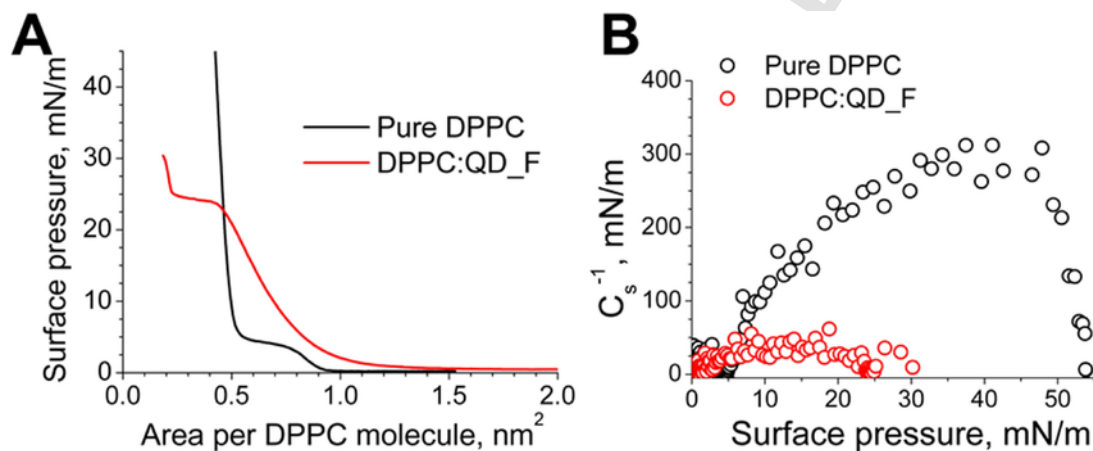 A
Surface pressure, mN/m
40
30
20
10
0
Pure DPPC
DPPC:QD_F
0.0 0.5 1.0 1.5 2.0
Area per DPPC molecule, nm²
B
Pure DPPC
DPPC:QD_F
C_s^-1, mN/m
400
300
200
100
0
0 10 20 30 40 50
Surface pressure, mN/m